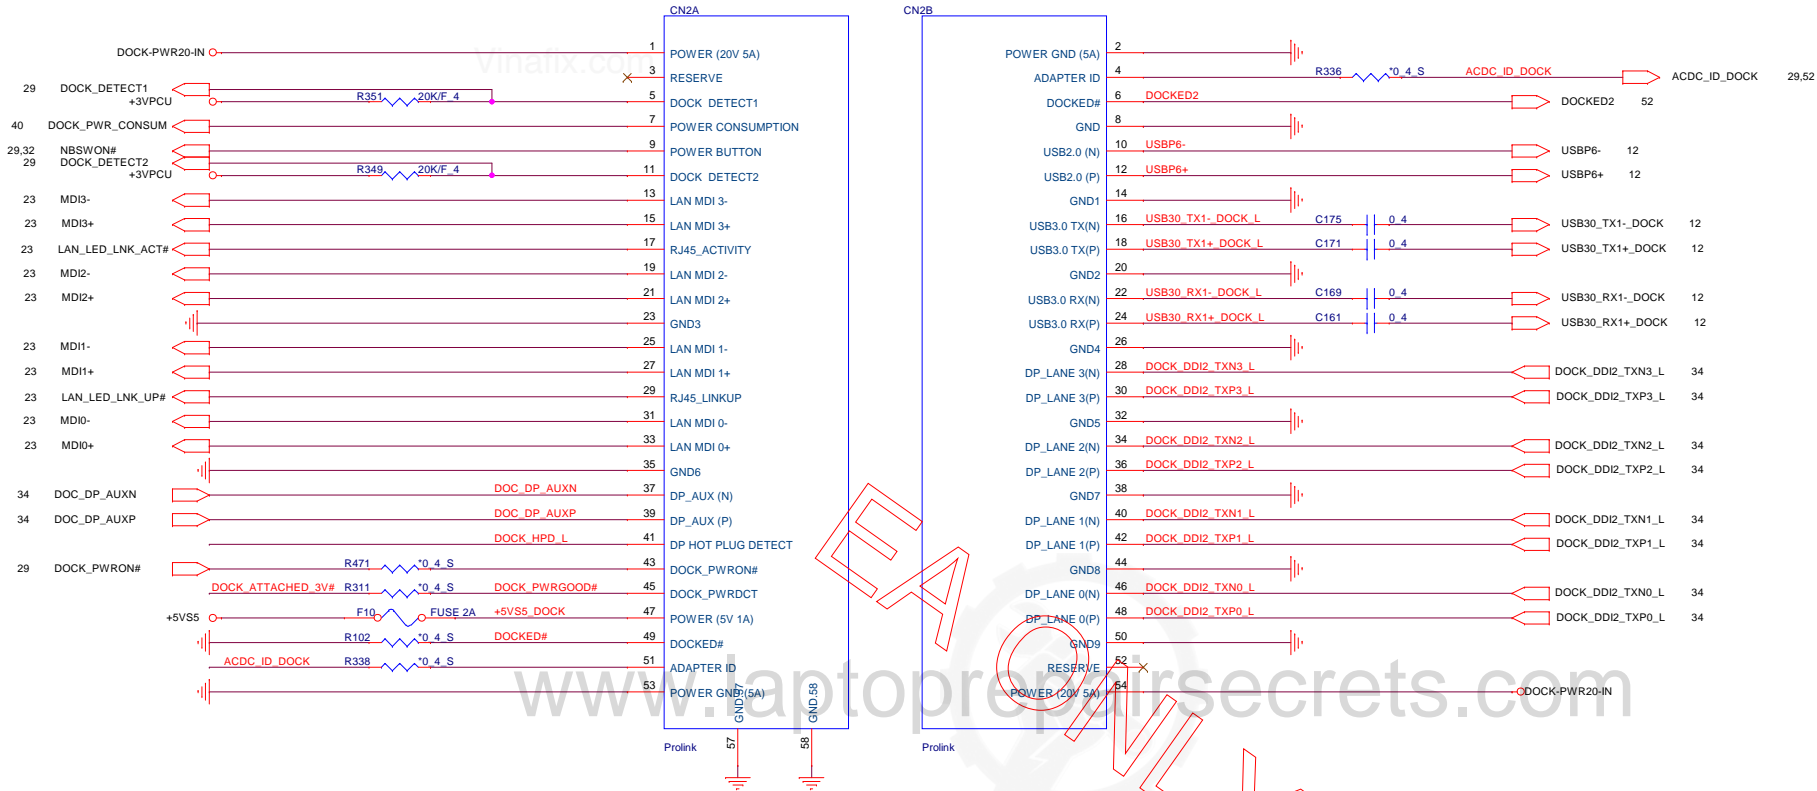 CN2A CN2B
DOCK-PWR20-IN 1 POWER (20V 5A) POWER GND (5A) 2
Vinafix.com
3 RESERVE ADAPTER ID 4 R336 *0_4_S ACDC_ID_DOCK ACDC_ID_DOCK 29,52
29 DOCK_DETECT1
+3VPCU R351 20K/F_4 5 DOCK DETECT1 DOCKED# 6 DOCKED2 DOCKED2 52
40 DOCK_PWR_CONSUM 7 POWER CONSUMPTION GND 8
29,32 NBSWON# 9 POWER BUTTON USB2.0 (N) 10 USBP6- USBP6- 12
29 DOCK_DETECT2
+3VPCU R349 20K/F_4 11 DOCK DETECT2 USB2.0 (P) 12 USBP6+ USBP6+ 12
23 MDI3- 13 LAN MDI 3- GND1 14
23 MDI3+ 15 LAN MDI 3+ USB3.0 TX(N) 16 USB30_TX1-_DOCK_L C175 0_4 USB30_TX1-_DOCK 12
23 LAN_LED_LNK_ACT# 17 RJ45_ACTIVITY USB3.0 TX(P) 18 USB30_TX1+_DOCK_L C171 0_4 USB30_TX1+_DOCK 12
23 MDI2- 19 LAN MDI 2- GND2 20
23 MDI2+ 21 LAN MDI 2+ USB3.0 RX(N) 22 USB30_RX1-_DOCK_L C169 0_4 USB30_RX1-_DOCK 12
23 GND3 USB3.0 RX(P) 24 USB30_RX1+_DOCK_L C161 0_4 USB30_RX1+_DOCK 12
23 MDI1- 25 LAN MDI 1- GND4 26
23 MDI1+ 27 LAN MDI 1+ DP_LANE 3(N) 28 DOCK_DDI2_TXN3_L DOCK_DDI2_TXN3_L 34
23 LAN_LED_LNK_UP# 29 RJ45_LINKUP DP_LANE 3(P) 30 DOCK_DDI2_TXP3_L DOCK_DDI2_TXP3_L 34
23 MDI0- 31 LAN MDI 0- GND5 32
23 MDI0+ 33 LAN MDI 0+ DP_LANE 2(N) 34 DOCK_DDI2_TXN2_L DOCK_DDI2_TXN2_L 34
35 GND6 DP_LANE 2(P) 36 DOCK_DDI2_TXP2_L DOCK_DDI2_TXP2_L 34
34 DOC_DP_AUXN DOC_DP_AUXN 37 DP_AUX (N) GND7 38
34 DOC_DP_AUXP DOC_DP_AUXP 39 DP_AUX (P) DP_LANE 1(N) 40 DOCK_DDI2_TXN1_L DOCK_DDI2_TXN1_L 34
DOCK_HPD_L 41 DP HOT PLUG DETECT DP_LANE 1(P) 42 DOCK_DDI2_TXP1_L DOCK_DDI2_TXP1_L 34
29 DOCK_PWRON# R471 *0_4_S 43 DOCK_PWRON# GND8 44
DOCK_ATTACHED_3V# R311 *0_4_S DOCK_PWRGOOD# 45 DOCK_PWRDCT DP_LANE 0(N) 46 DOCK_DDI2_TXN0_L DOCK_DDI2_TXN0_L 34
+5VS5 F10 FUSE 2A +5VS5_DOCK 47 POWER (5V 1A) DP_LANE 0(P) 48 DOCK_DDI2_TXP0_L DOCK_DDI2_TXP0_L 34
R102 *0_4_S DOCKED# 49 DOCKED# GND9 50
ACDC_ID_DOCK R338 *0_4_S 51 ADAPTER ID RESERVE 52
53 POWER GND (5A) POWER (20V 5A) 54 DOCK-PWR20-IN
www.laptoprepairsecrets.com
GND.57 GND.58
57 58
Prolink Prolink